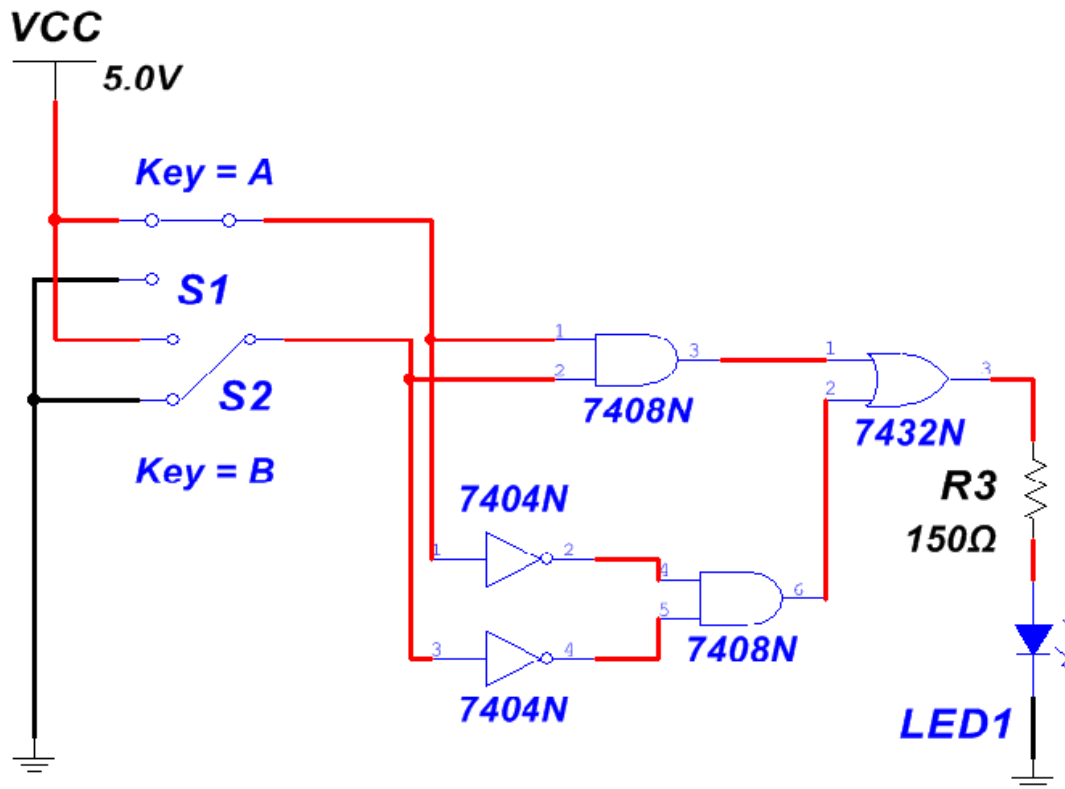 VCC
5.0V
Key = A
S1
S2
Key = B
1
2
3
7408N
1
2
3
7432N
R3
150Ω
7404N
1
2
3
4
7404N
4
5
6
7408N
LED1